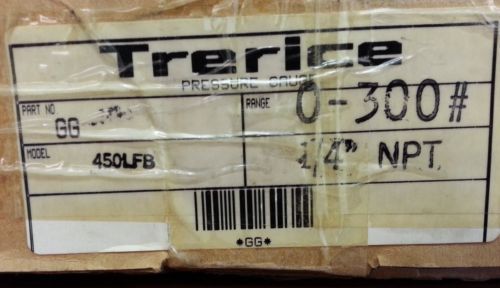 Trerice
PRESSURE GAUGE
PART NO
GG
RANGE
0-300#
MODEL
450LFB
1/4" NPT.
*GG*